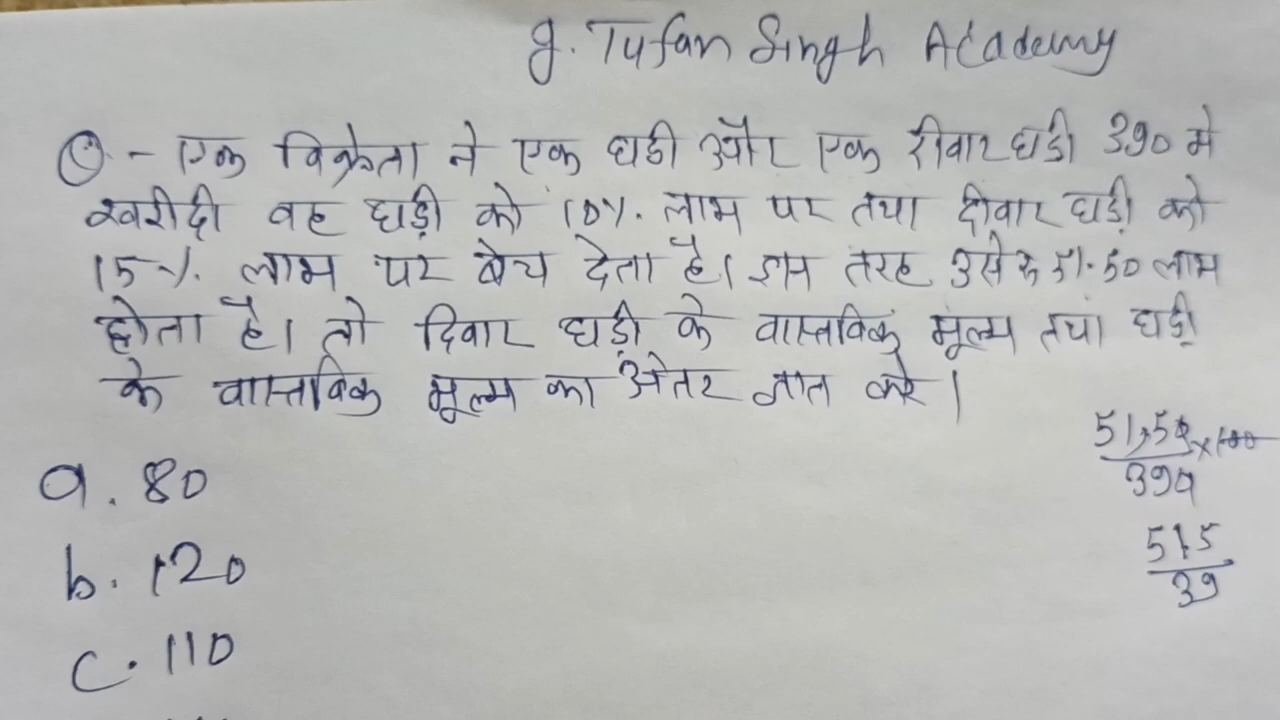 g. Tufan Singh Academy
Q. - एक विक्रेता ने एक घडी और एक दीवार घडी 390 मे
खरीदी वह घड़ी को 10%. लाभ पर तथा दीवार घड़ी को
15%. लाभ पर बेच देता है। इस तरह उसे रु 51.50 लाभ
होता है। तो दिवार घड़ी के वास्तविक मूल्य तथा घड़ी
के वास्तविक मूल्य का अंतर ज्ञात करे।
51,50 × 100
390
515
39
a. 80
b. 120
c. 110